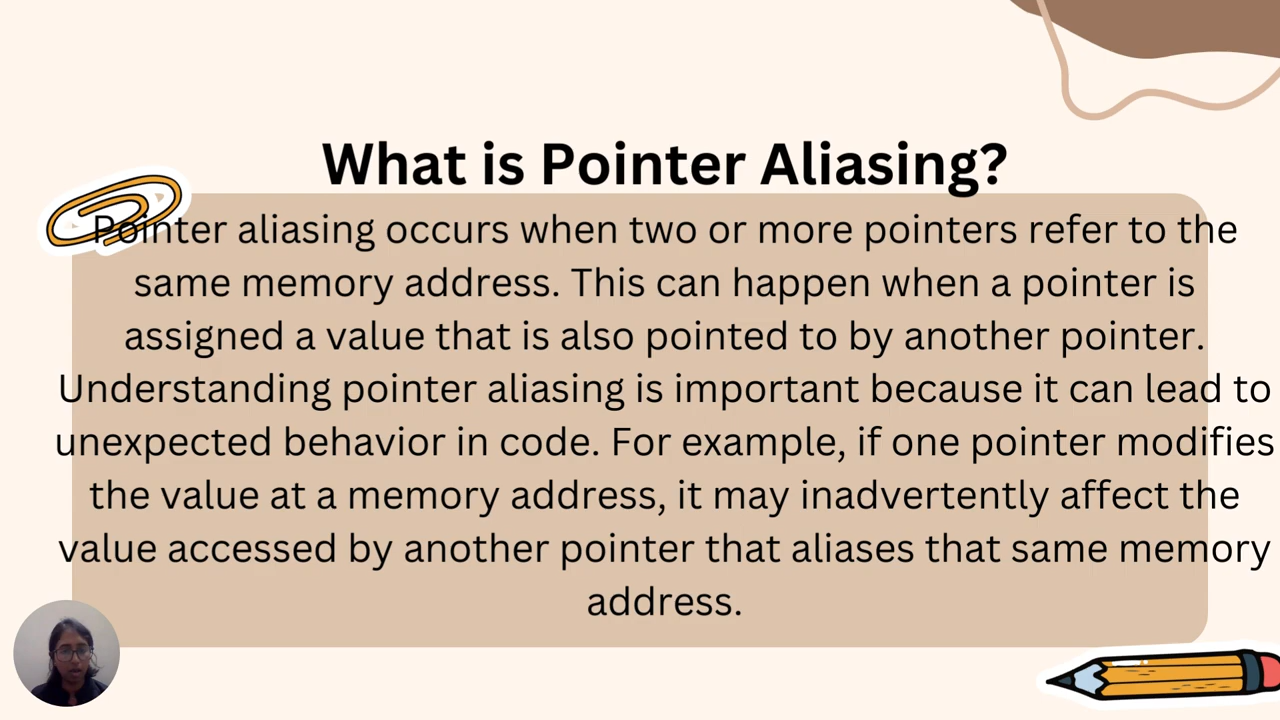 What is Pointer Aliasing?
Pointer aliasing occurs when two or more pointers refer to the
same memory address. This can happen when a pointer is
assigned a value that is also pointed to by another pointer.
Understanding pointer aliasing is important because it can lead to
unexpected behavior in code. For example, if one pointer modifies
the value at a memory address, it may inadvertently affect the
value accessed by another pointer that aliases that same memory
address.